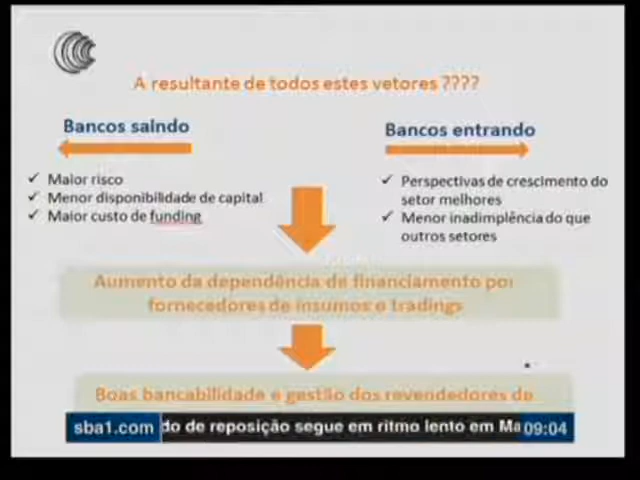 A resultante de todos estes vetores ????
Bancos saindo
Bancos entrando
Maior risco
Menor disponibilidade de capital
Maior custo de funding
Perspectivas de crescimento do
setor melhores
Menor inadimplência do que
outros setores
Aumento da dependência de financiamento por
fornecedores de insumos e tradings
Boas bancabilidade e gestão dos revendedores de
sba1.com
do de reposição segue em ritmo lento em Ma
09:04